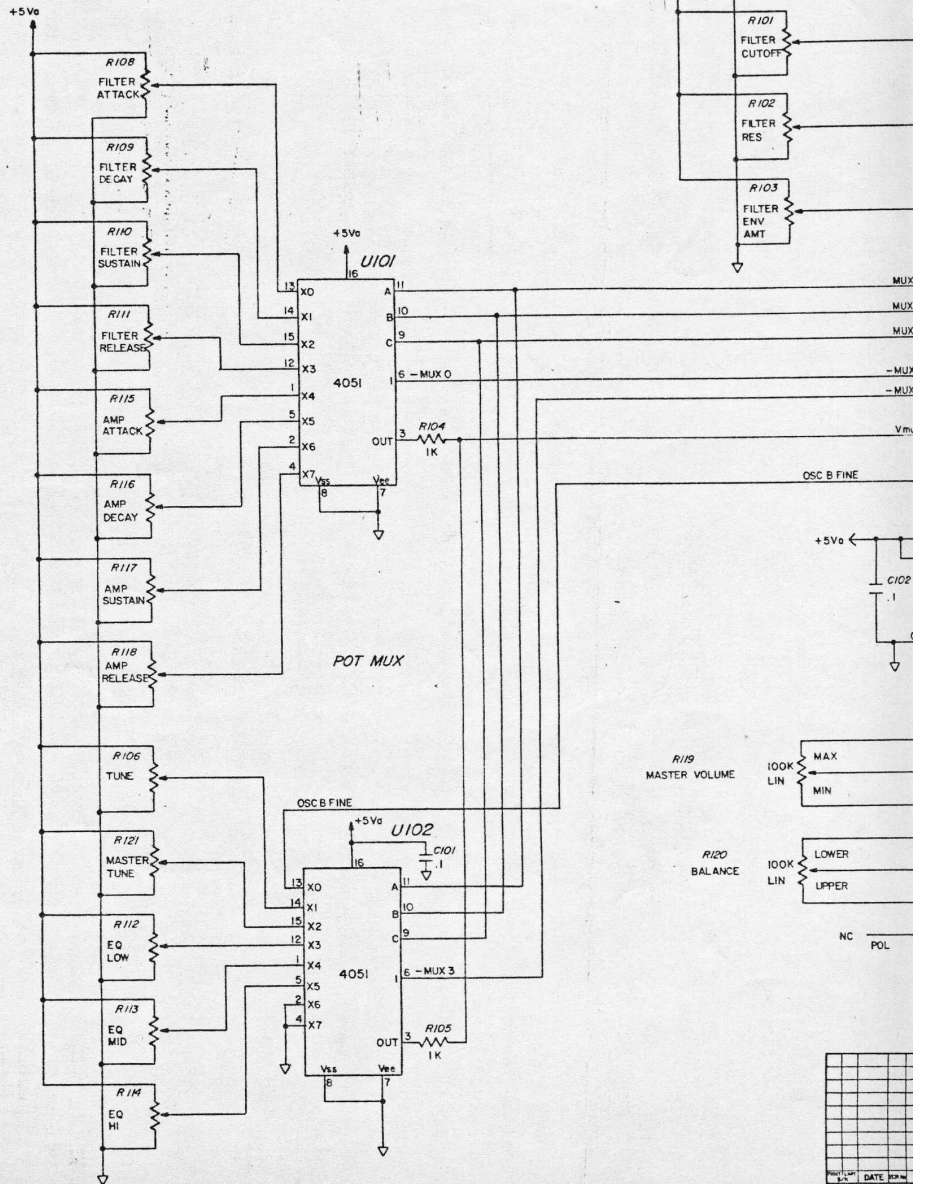 +5Va
R108
FILTER
ATTACK
R109
FILTER
DECAY
R110
FILTER
SUSTAIN
R111
FILTER
RELEASE
R115
AMP
ATTACK
R116
AMP
DECAY
R117
AMP
SUSTAIN
R118
AMP
RELEASE
R106
TUNE
R121
MASTER
TUNE
R112
EQ
LOW
R113
EQ
MID
R114
EQ
HI
+5Va
U101
16
13 X0
14 X1
15 X2
12 X3
1 X4
5 X5
2 X6
4 X7
4051
A 11
B 10
C 9
I 6 -MUX 0
OUT 3
R104
1K
Vss
8
Vee
7
POT MUX
OSC B FINE
+5Va
U102
16
C101
.1
13 X0
14 X1
15 X2
12 X3
1 X4
5 X5
2 X6
4 X7
4051
A 11
B 10
C 9
I 6 -MUX 3
OUT 3
R105
1K
Vss
8
Vee
7
R101
FILTER
CUTOFF
R102
FILTER
RES
R103
FILTER
ENV
AMT
MUX
MUX
MUX
-MUX
-MUX
OSC B FINE
+5Va
C102
.1
R119
MASTER VOLUME
100K
LIN
MAX
MIN
R120
BALANCE
100K
LIN
LOWER
UPPER
NC
POL
DATE